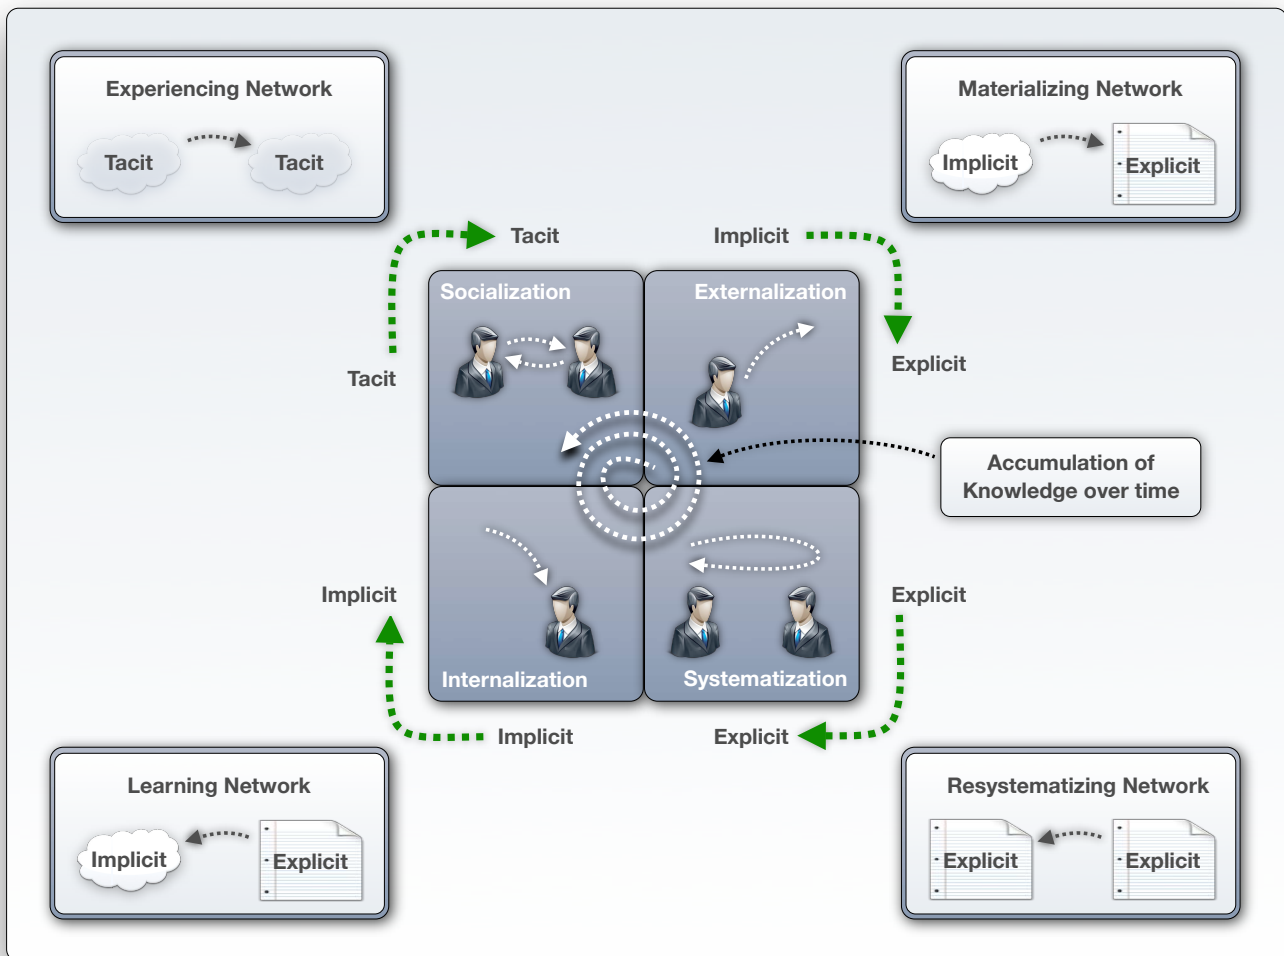 Experiencing Network
Tacit
Tacit
Materializing Network
Implicit
Explicit
Tacit
Implicit
Tacit
Explicit
Socialization
Externalization
Accumulation of
Knowledge over time
Implicit
Explicit
Internalization
Systematization
Implicit
Explicit
Learning Network
Implicit
Explicit
Resystematizing Network
Explicit
Explicit